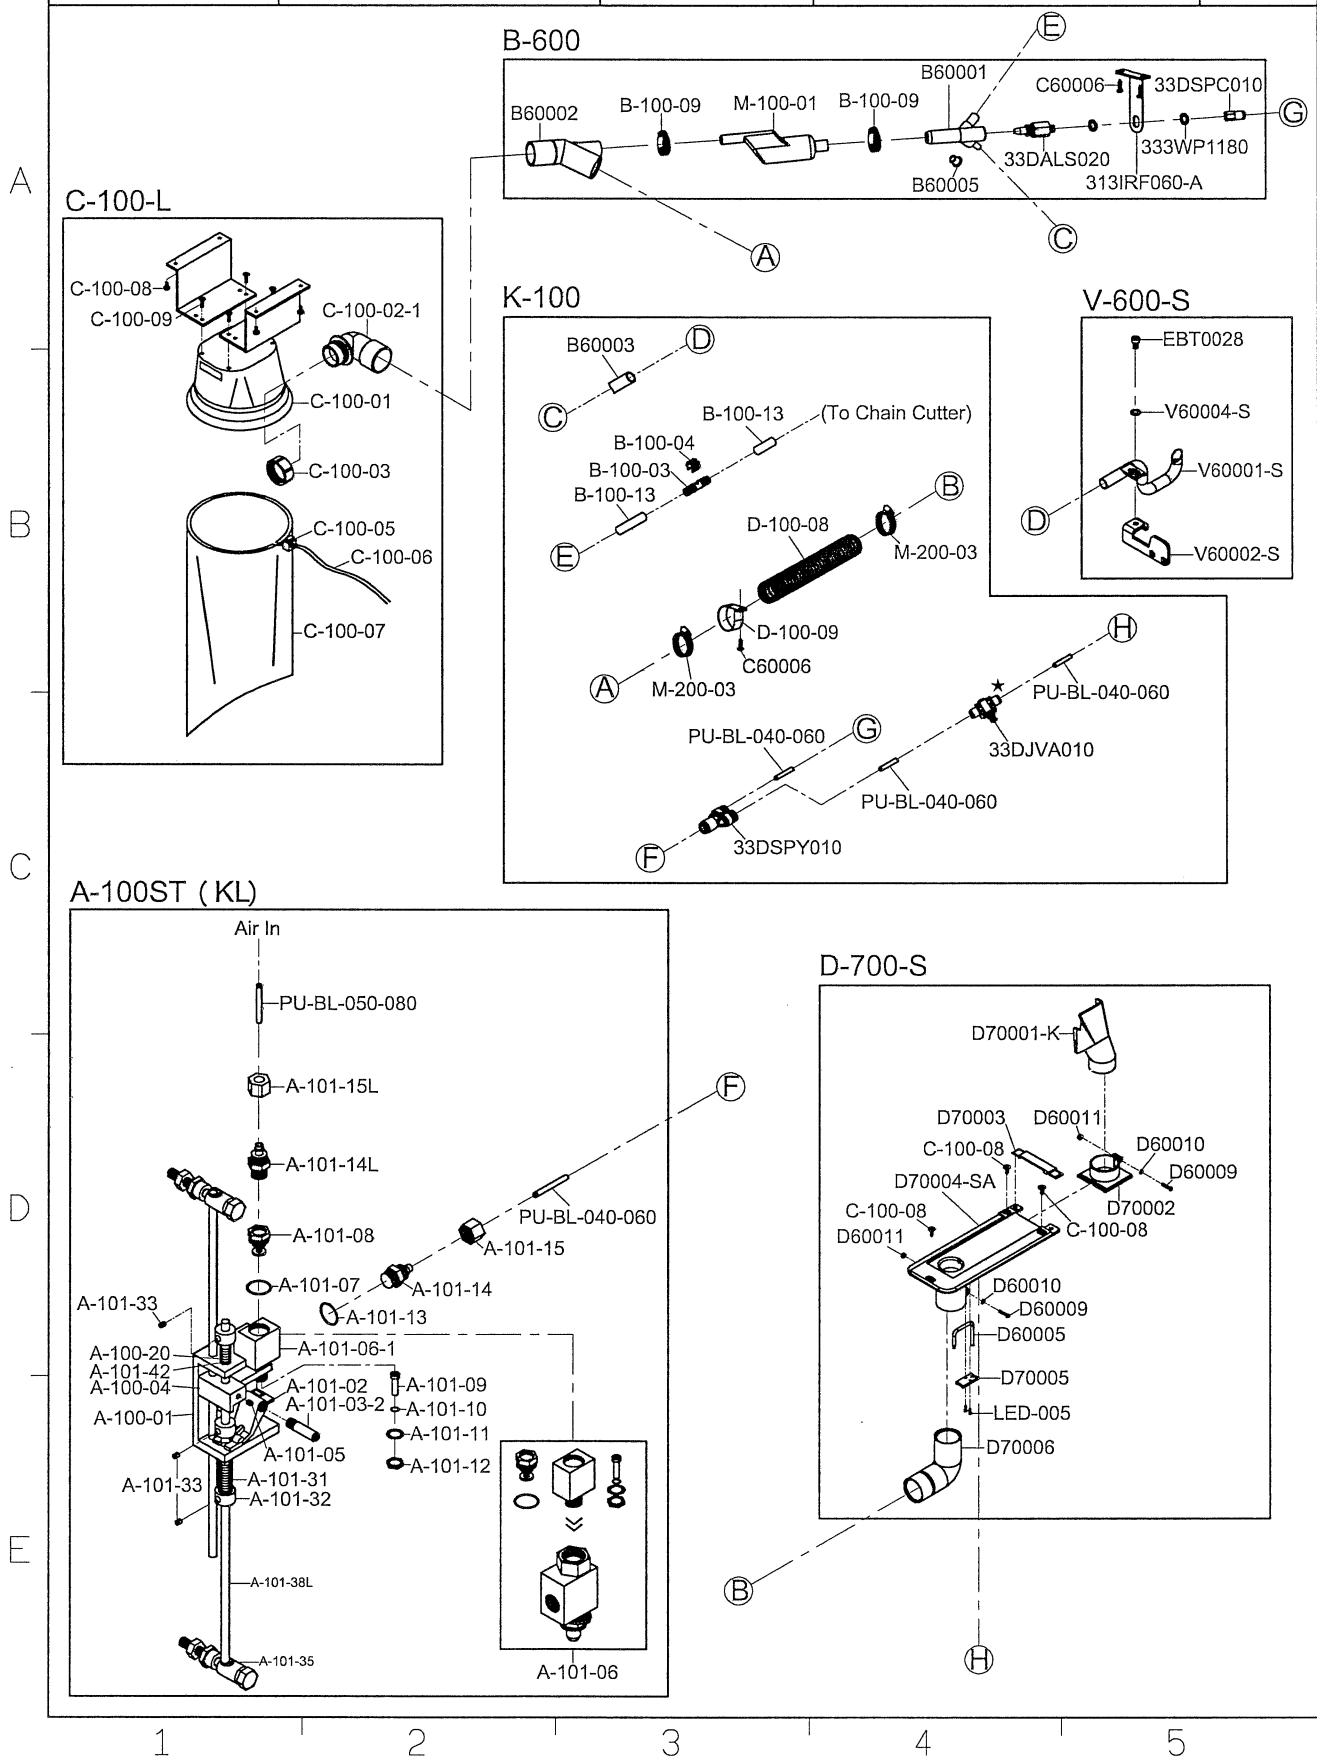 B-600
E
B60001
C60006
33DSPC010
B-100-09
M-100-01
B-100-09
B60002
G
333WP1180
33DALS020
B60005
313IRF060-A
A
C
A
C-100-L
C-100-08
C-100-09
C-100-02-1
C-100-01
C-100-03
C-100-05
C-100-06
C-100-07
K-100
B60003
D
C
B-100-13
(To Chain Cutter)
B-100-04
B-100-03
B-100-13
E
B
D-100-08
M-200-03
D-100-09
C60006
A
M-200-03
H
★
PU-BL-040-060
33DJVA010
PU-BL-040-060
G
PU-BL-040-060
33DSPY010
F
V-600-S
EBT0028
V60004-S
V60001-S
D
V60002-S
B
C
A-100ST ( KL)
Air In
PU-BL-050-080
A-101-15L
A-101-14L
F
PU-BL-040-060
A-101-08
A-101-15
A-101-07
A-101-14
A-101-33
A-101-13
A-101-06-1
A-100-20
A-101-42
A-100-04
A-101-02
A-101-09
A-101-03-2
A-101-10
A-100-01
A-101-11
A-101-05
A-101-12
A-101-33
A-101-31
A-101-32
A-101-38L
A-101-35
A-101-06
D-700-S
D70001-K
D70003
D60011
C-100-08
D60010
D70004-SA
D60009
C-100-08
D70002
D60011
C-100-08
D60010
D60009
D60005
D70005
LED-005
D70006
B
H
D
E
1
2
3
4
5